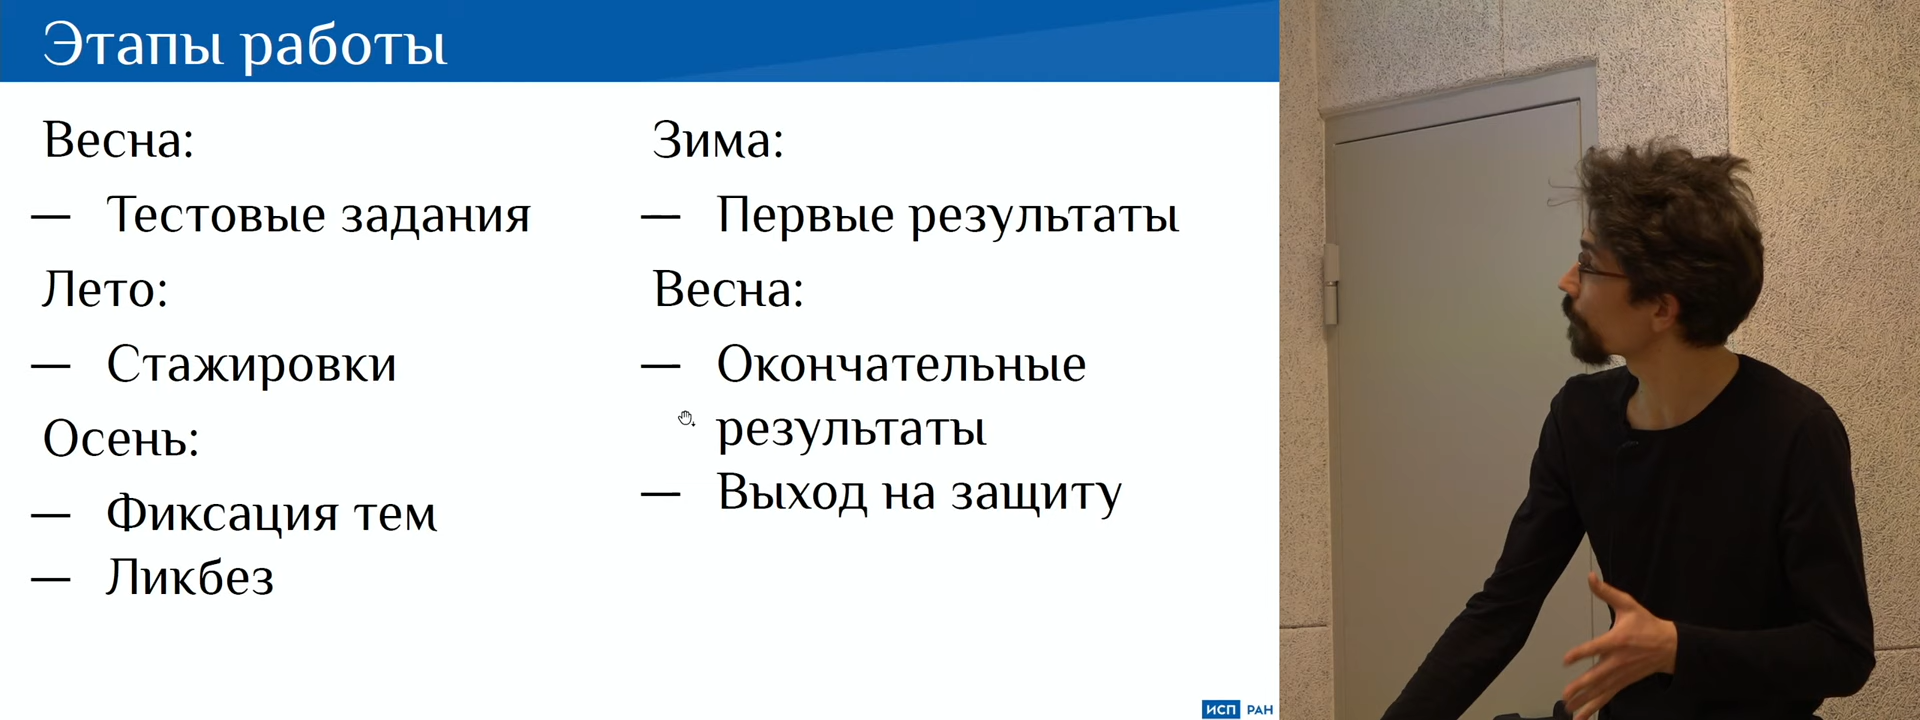 Этапы работы
Весна:
— Тестовые задания
Лето:
— Стажировки
Осень:
— Фиксация тем
— Ликбез
Зима:
— Первые результаты
Весна:
— Окончательные
результаты
— Выход на защиту
ИСП РАН